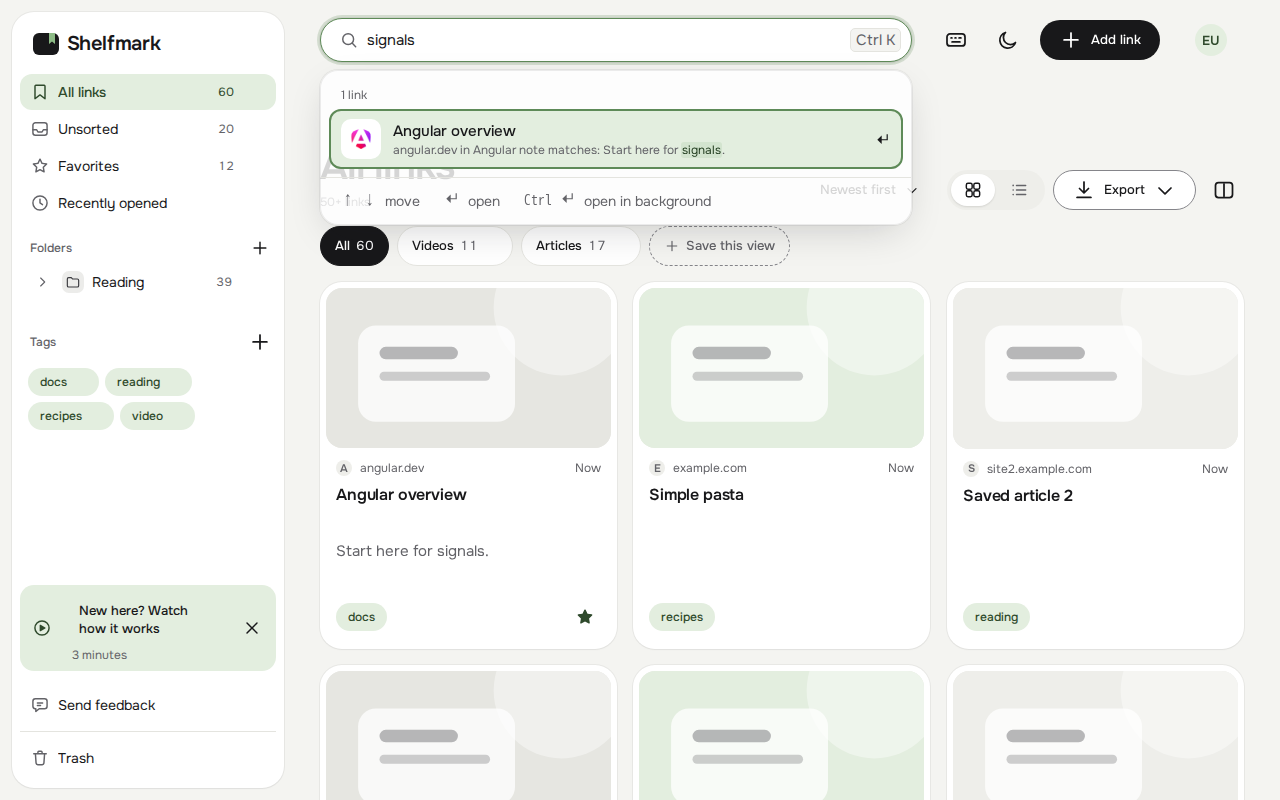 Shelfmark
All links 60
Unsorted 20
Favorites 12
Recently opened
Folders
Reading 39
Tags
docs reading
recipes video
New here? Watch
how it works
3 minutes
Send feedback
Trash
signals Ctrl K
Add link
EU
1 link
Angular overview
angular.dev in Angular note matches: Start here for signals.
All links
50+ links
↑ ↓ move ↵ open Ctrl ↵ open in background
Newest first
Export
All 60 Videos 11 Articles 17 Save this view
A angular.dev Now
Angular overview
Start here for signals.
docs
E example.com Now
Simple pasta
recipes
S site2.example.com Now
Saved article 2
reading